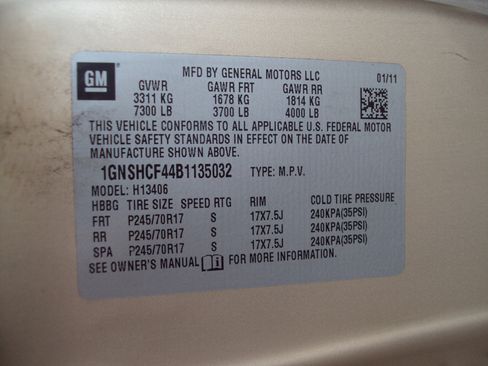 GM
MFD BY GENERAL MOTORS LLC
01/11
GVWR GAWR FRT GAWR RR
3311 KG 1678 KG 1814 KG
7300 LB 3700 LB 4000 LB
THIS VEHICLE CONFORMS TO ALL APPLICABLE U.S. FEDERAL MOTOR
VEHICLE SAFETY STANDARDS IN EFFECT ON THE DATE OF
MANUFACTURE SHOWN ABOVE.
1GNSHCF44B1135032 TYPE: M.P.V.
MODEL: H13406
HBBG TIRE SIZE SPEED RTG RIM COLD TIRE PRESSURE
FRT P245/70R17 S 17X7.5J 240KPA(35PSI)
RR P245/70R17 S 17X7.5J 240KPA(35PSI)
SPA P245/70R17 S 17X7.5J 240KPA(35PSI)
SEE OWNER'S MANUAL FOR MORE INFORMATION.